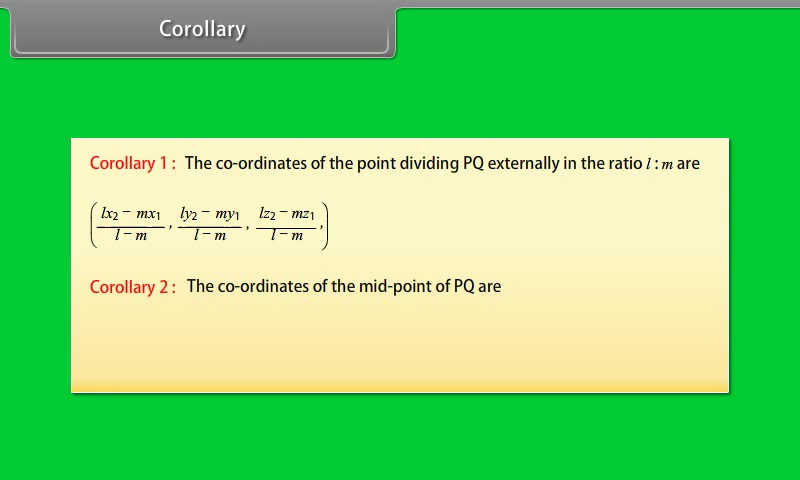 Corollary
Corollary 1 : The co-ordinates of the point dividing PQ externally in the ratio l : m are
( lx₂ − mx₁ / l − m , ly₂ − my₁ / l − m , lz₂ − mz₁ / l − m , )
Corollary 2 : The co-ordinates of the mid-point of PQ are